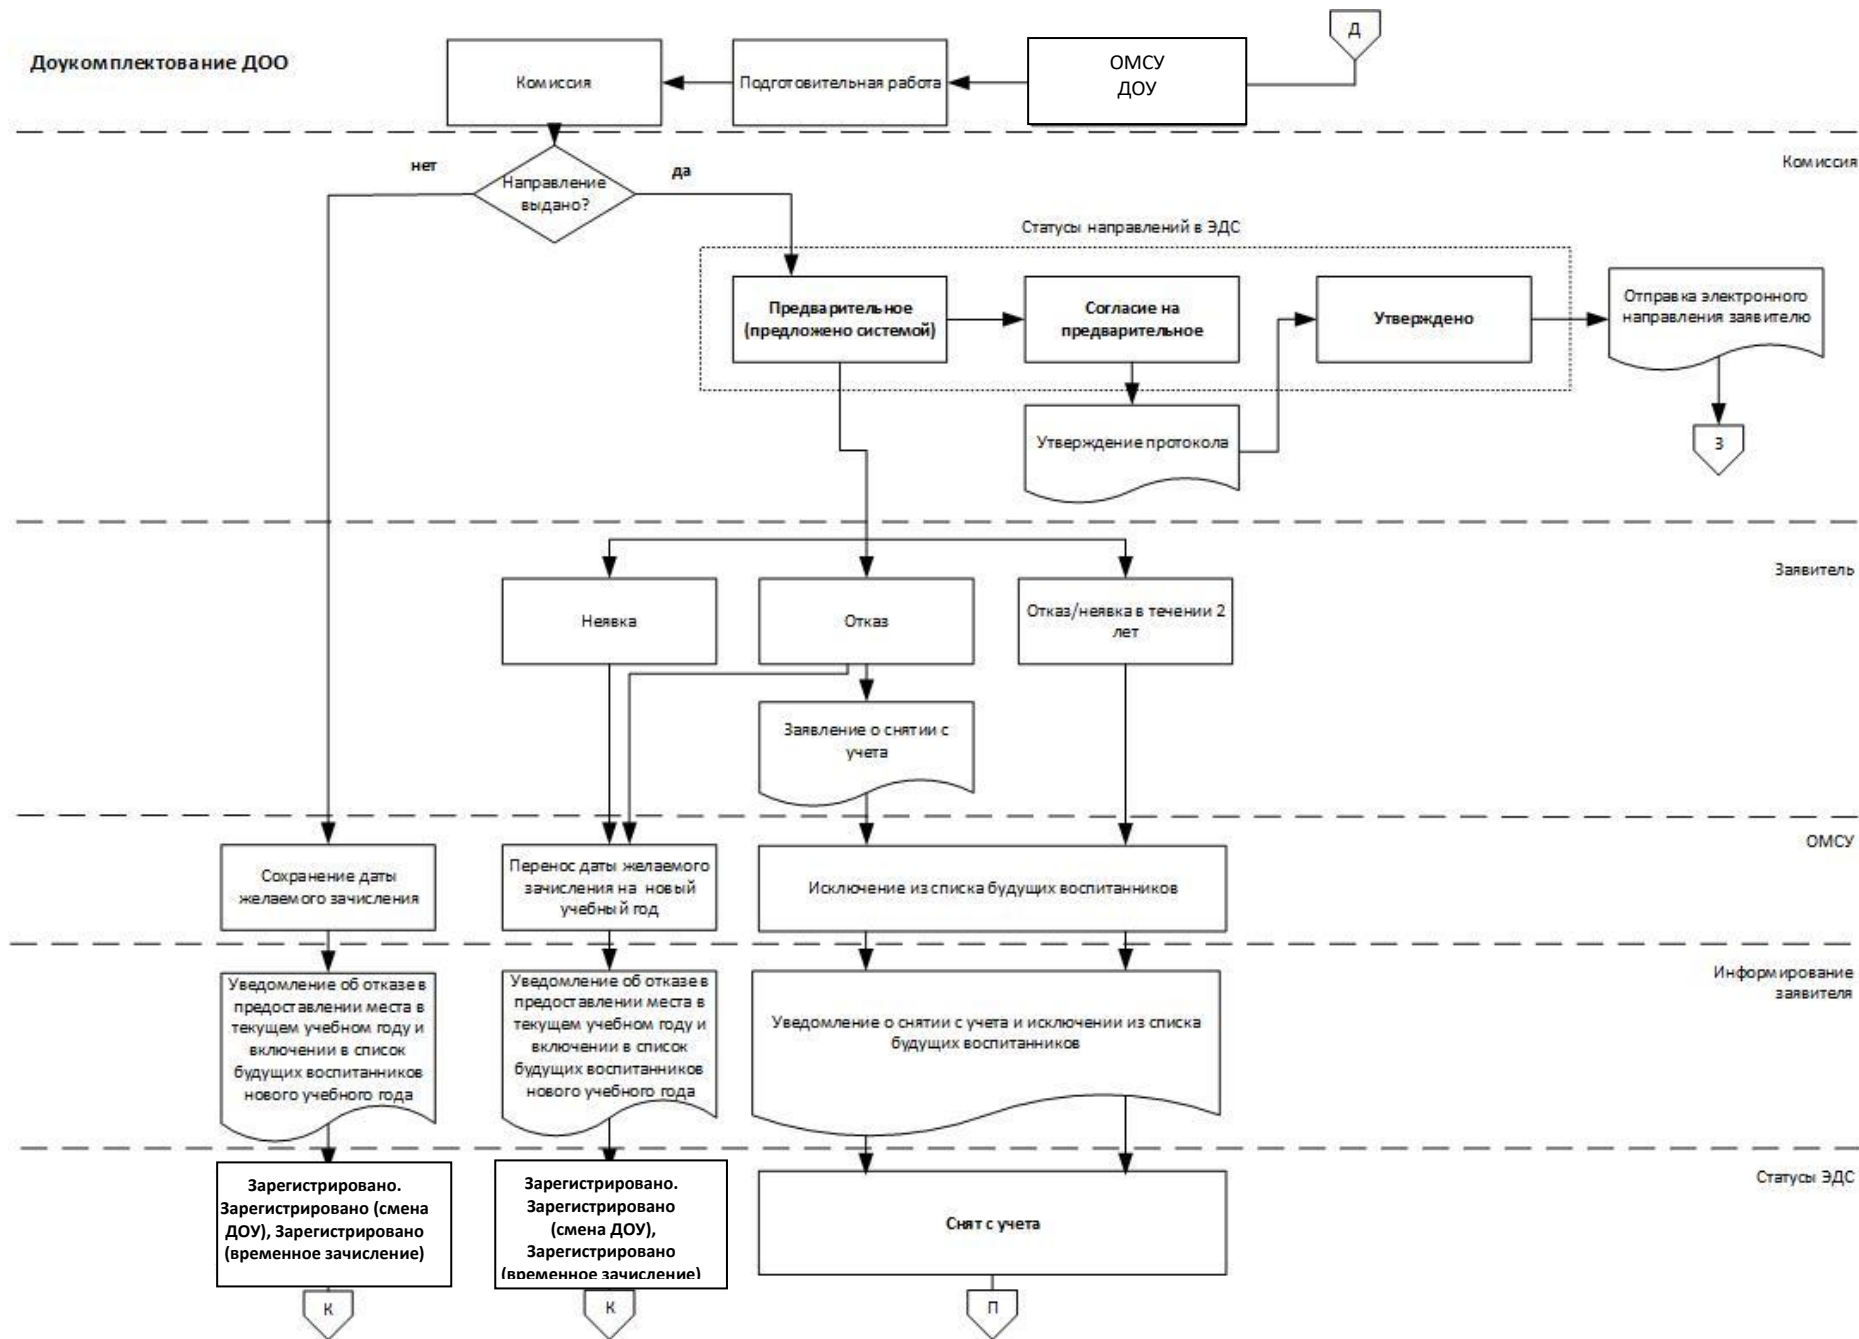 Д
Доукомплектование ДОО
Комиссия
Подготовительная работа
ОМСУ
ДОУ
Комиссия
нет
да
Направление
выдано?
Статусы направлений в ЭДС
Предварительное
(предложено системой)
Согласие на
предварительное
Утверждено
Отправка электронного
направления заявителю
Утверждение протокола
З
Заявитель
Неявка
Отказ
Отказ/неявка в течении 2
лет
Заявление о снятии с
учета
ОМСУ
Сохранение даты
желаемого зачисления
Перенос даты желаемого
зачисления на новый
учебный год
Исключение из списка будущих воспитанников
Информирование
заявителя
Уведомление об отказе в
предоставлении места в
текущем учебном году и
включении в список
будущих воспитанников
нового учебного года
Уведомление об отказе в
предоставлении места в
текущем учебном году и
включении в список
будущих воспитанников
нового учебного года
Уведомление о снятии с учета и исключении из списка
будущих воспитанников
Статусы ЭДС
Зарегистрировано.
Зарегистрировано (смена
ДОУ), Зарегистрировано
(временное зачисление)
Зарегистрировано.
Зарегистрировано
(смена ДОУ),
Зарегистрировано
(временное зачисление)
Снят с учета
К
К
П